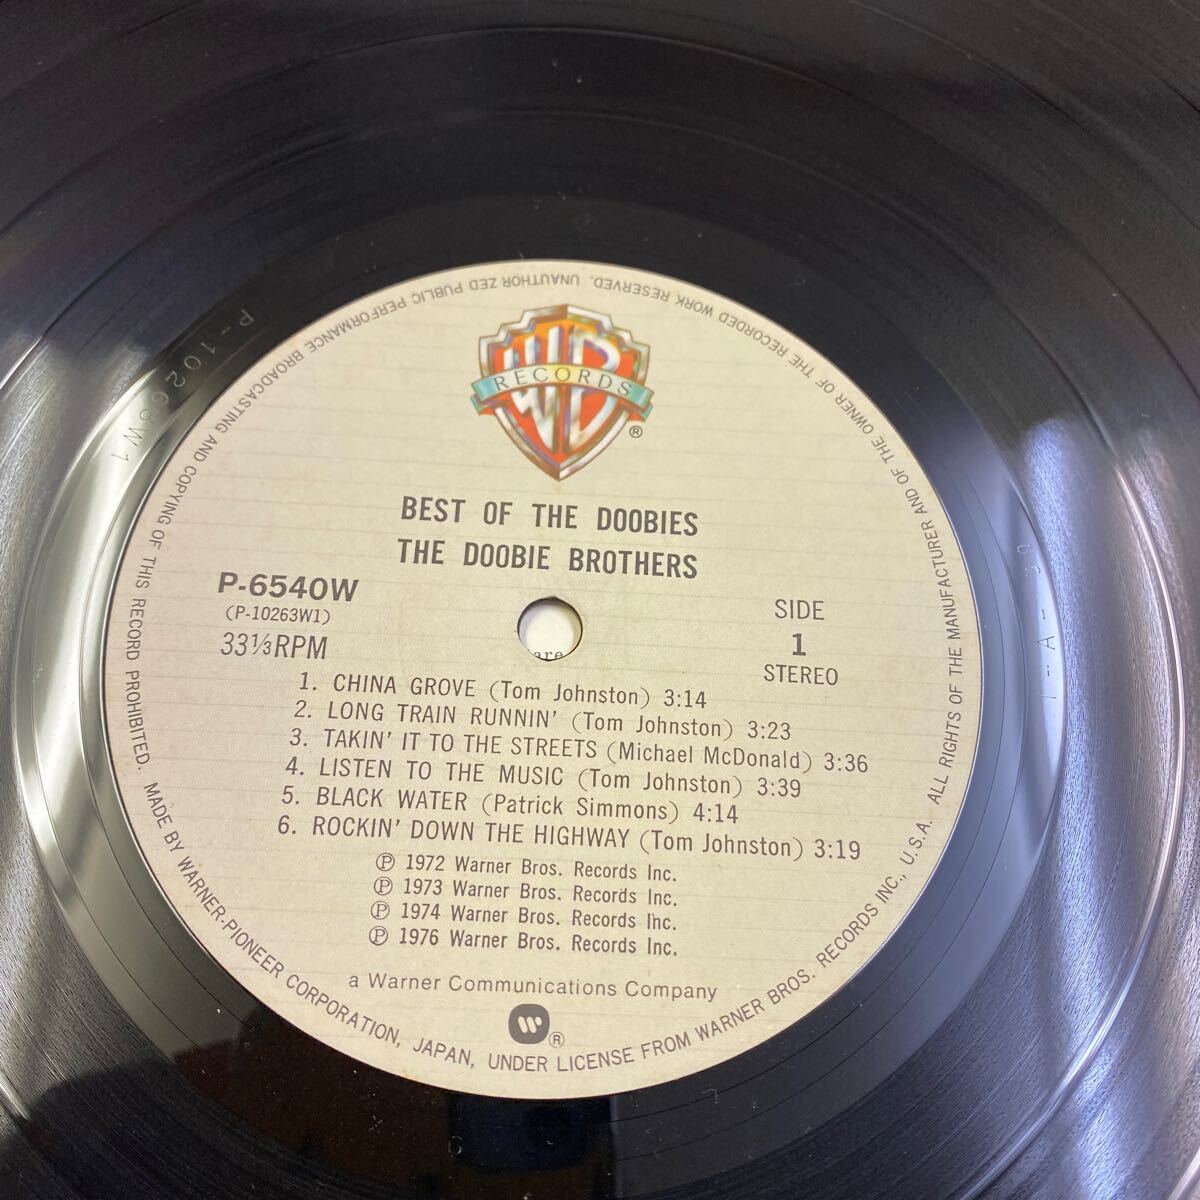 WB
RECORDS
®
BEST OF THE DOOBIES
THE DOOBIE BROTHERS
P-6540W
(P-10263W1)
33⅓RPM
SIDE
1
STEREO
1. CHINA GROVE (Tom Johnston) 3:14
2. LONG TRAIN RUNNIN' (Tom Johnston) 3:23
3. TAKIN' IT TO THE STREETS (Michael McDonald) 3:36
4. LISTEN TO THE MUSIC (Tom Johnston) 3:39
5. BLACK WATER (Patrick Simmons) 4:14
6. ROCKIN' DOWN THE HIGHWAY (Tom Johnston) 3:19
℗ 1972 Warner Bros. Records Inc.
℗ 1973 Warner Bros. Records Inc.
℗ 1974 Warner Bros. Records Inc.
℗ 1976 Warner Bros. Records Inc.
a Warner Communications Company
®
MADE BY WARNER-PIONEER CORPORATION, JAPAN, UNDER LICENSE FROM WARNER BROS. RECORDS INC., U.S.A. ALL RIGHTS OF THE MANUFACTURER AND OF THE OWNER OF THE RECORDED WORK RESERVED. UNAUTHORIZED PUBLIC PERFORMANCE BROADCASTING AND COPYING OF THIS RECORD PROHIBITED.
P-10263W1
are